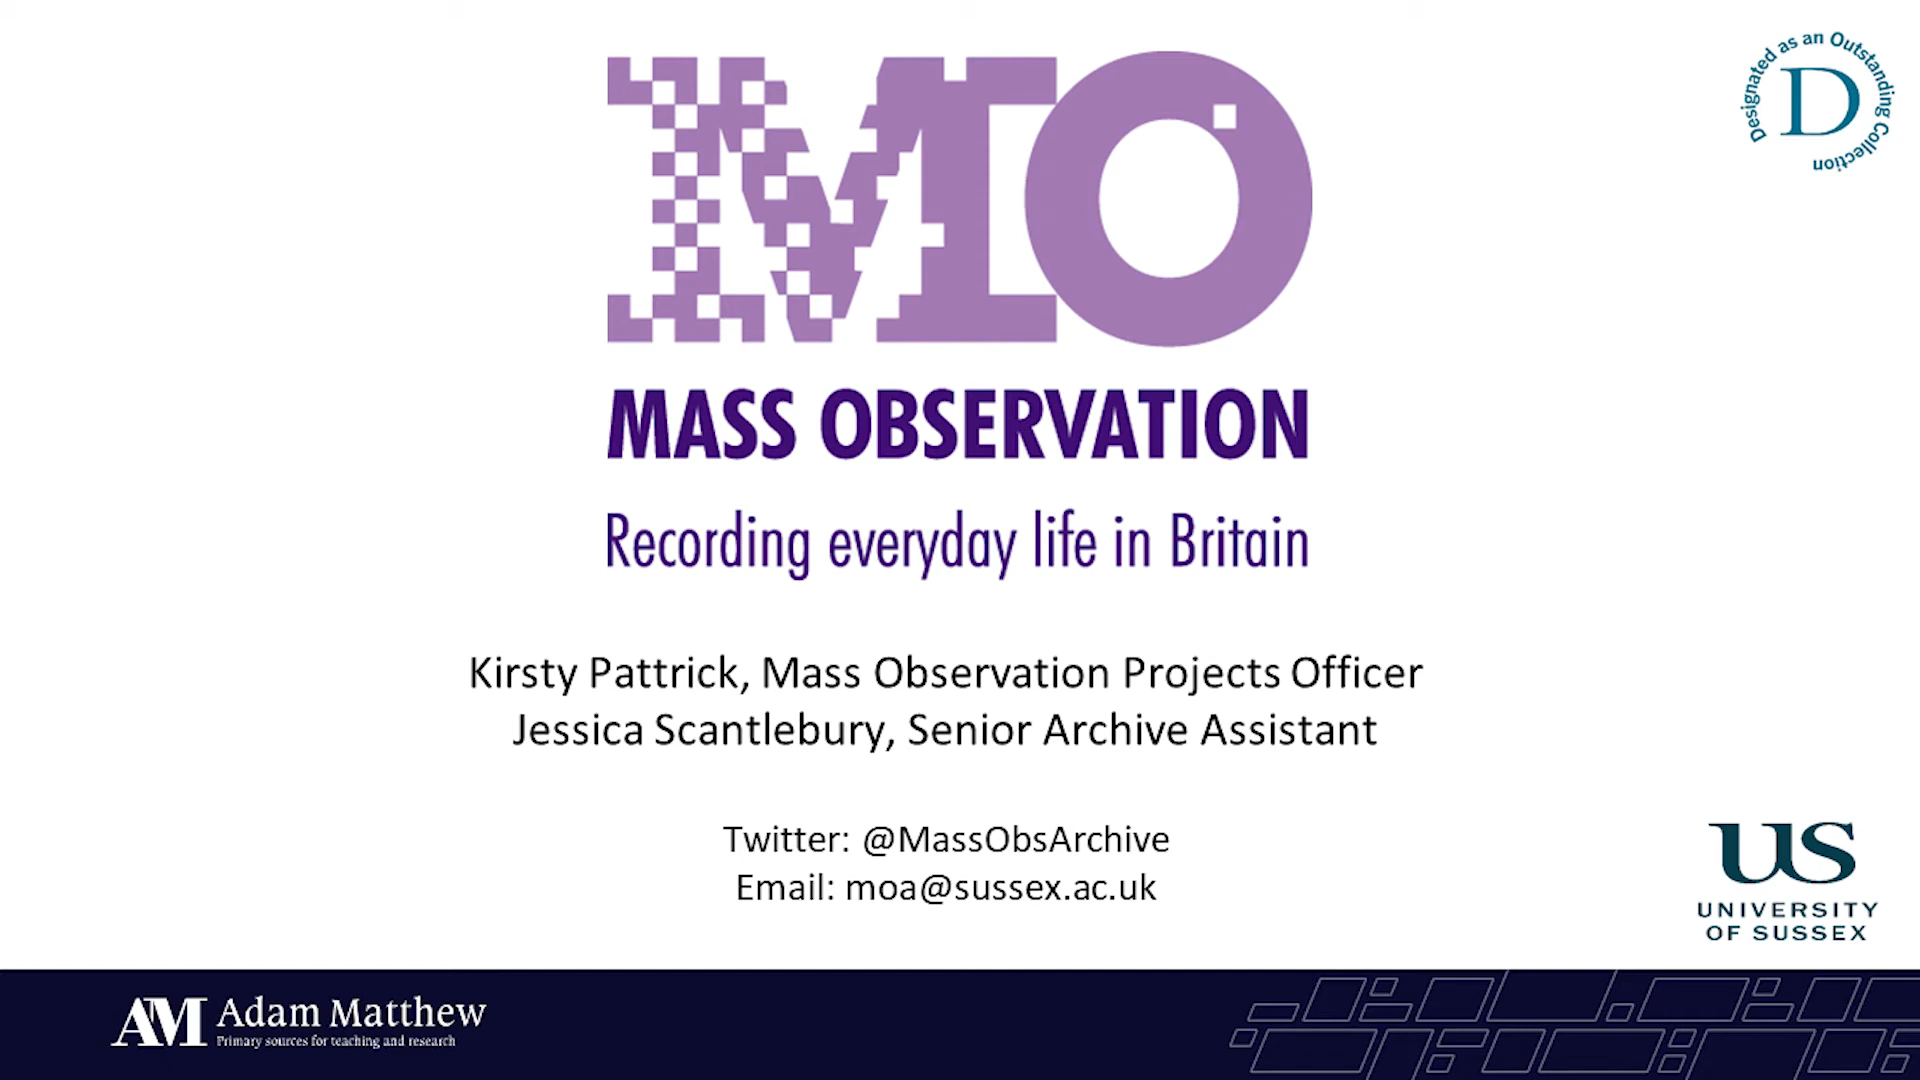 MO
Designated as an Outstanding Collection
D
MASS OBSERVATION
Recording everyday life in Britain
Kirsty Pattrick, Mass Observation Projects Officer
Jessica Scantlebury, Senior Archive Assistant
Twitter: @MassObsArchive
Email: moa@sussex.ac.uk
US
UNIVERSITY
OF SUSSEX
AM Adam Matthew
Primary sources for teaching and research